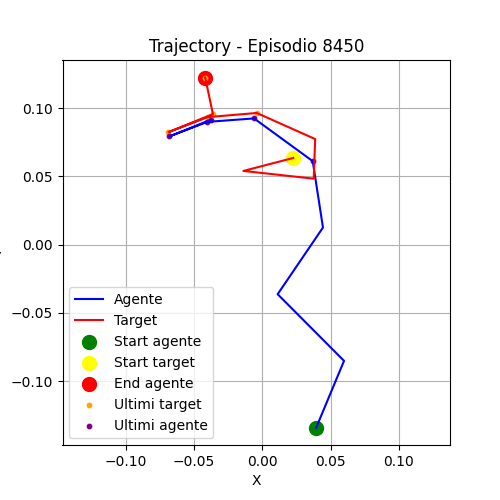 Trajectory - Episodio 8450
0.10
0.05
0.00
−0.05
−0.10
Agente
Target
Start agente
Start target
End agente
Ultimi target
Ultimi agente
−0.10 −0.05 0.00 0.05 0.10
X